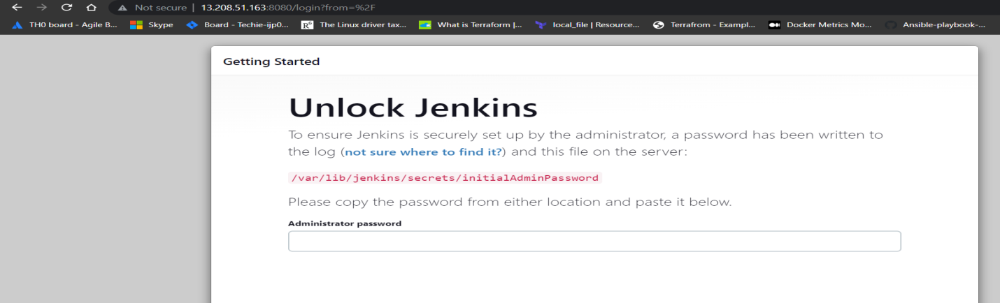 Not secure | 13.208.51.163:8080/login?from=%2F
TH0 board - Agile B... Skype Board - Techie-ijp0... RG The Linux driver tax... What is Terraform |... local_file | Resource... Terrafrom - Exampl... Docker Metrics Mo... Ansible-playbook-...
Getting Started
Unlock Jenkins
To ensure Jenkins is securely set up by the administrator, a password has been written to
the log (not sure where to find it?) and this file on the server:
/var/lib/jenkins/secrets/initialAdminPassword
Please copy the password from either location and paste it below.
Administrator password